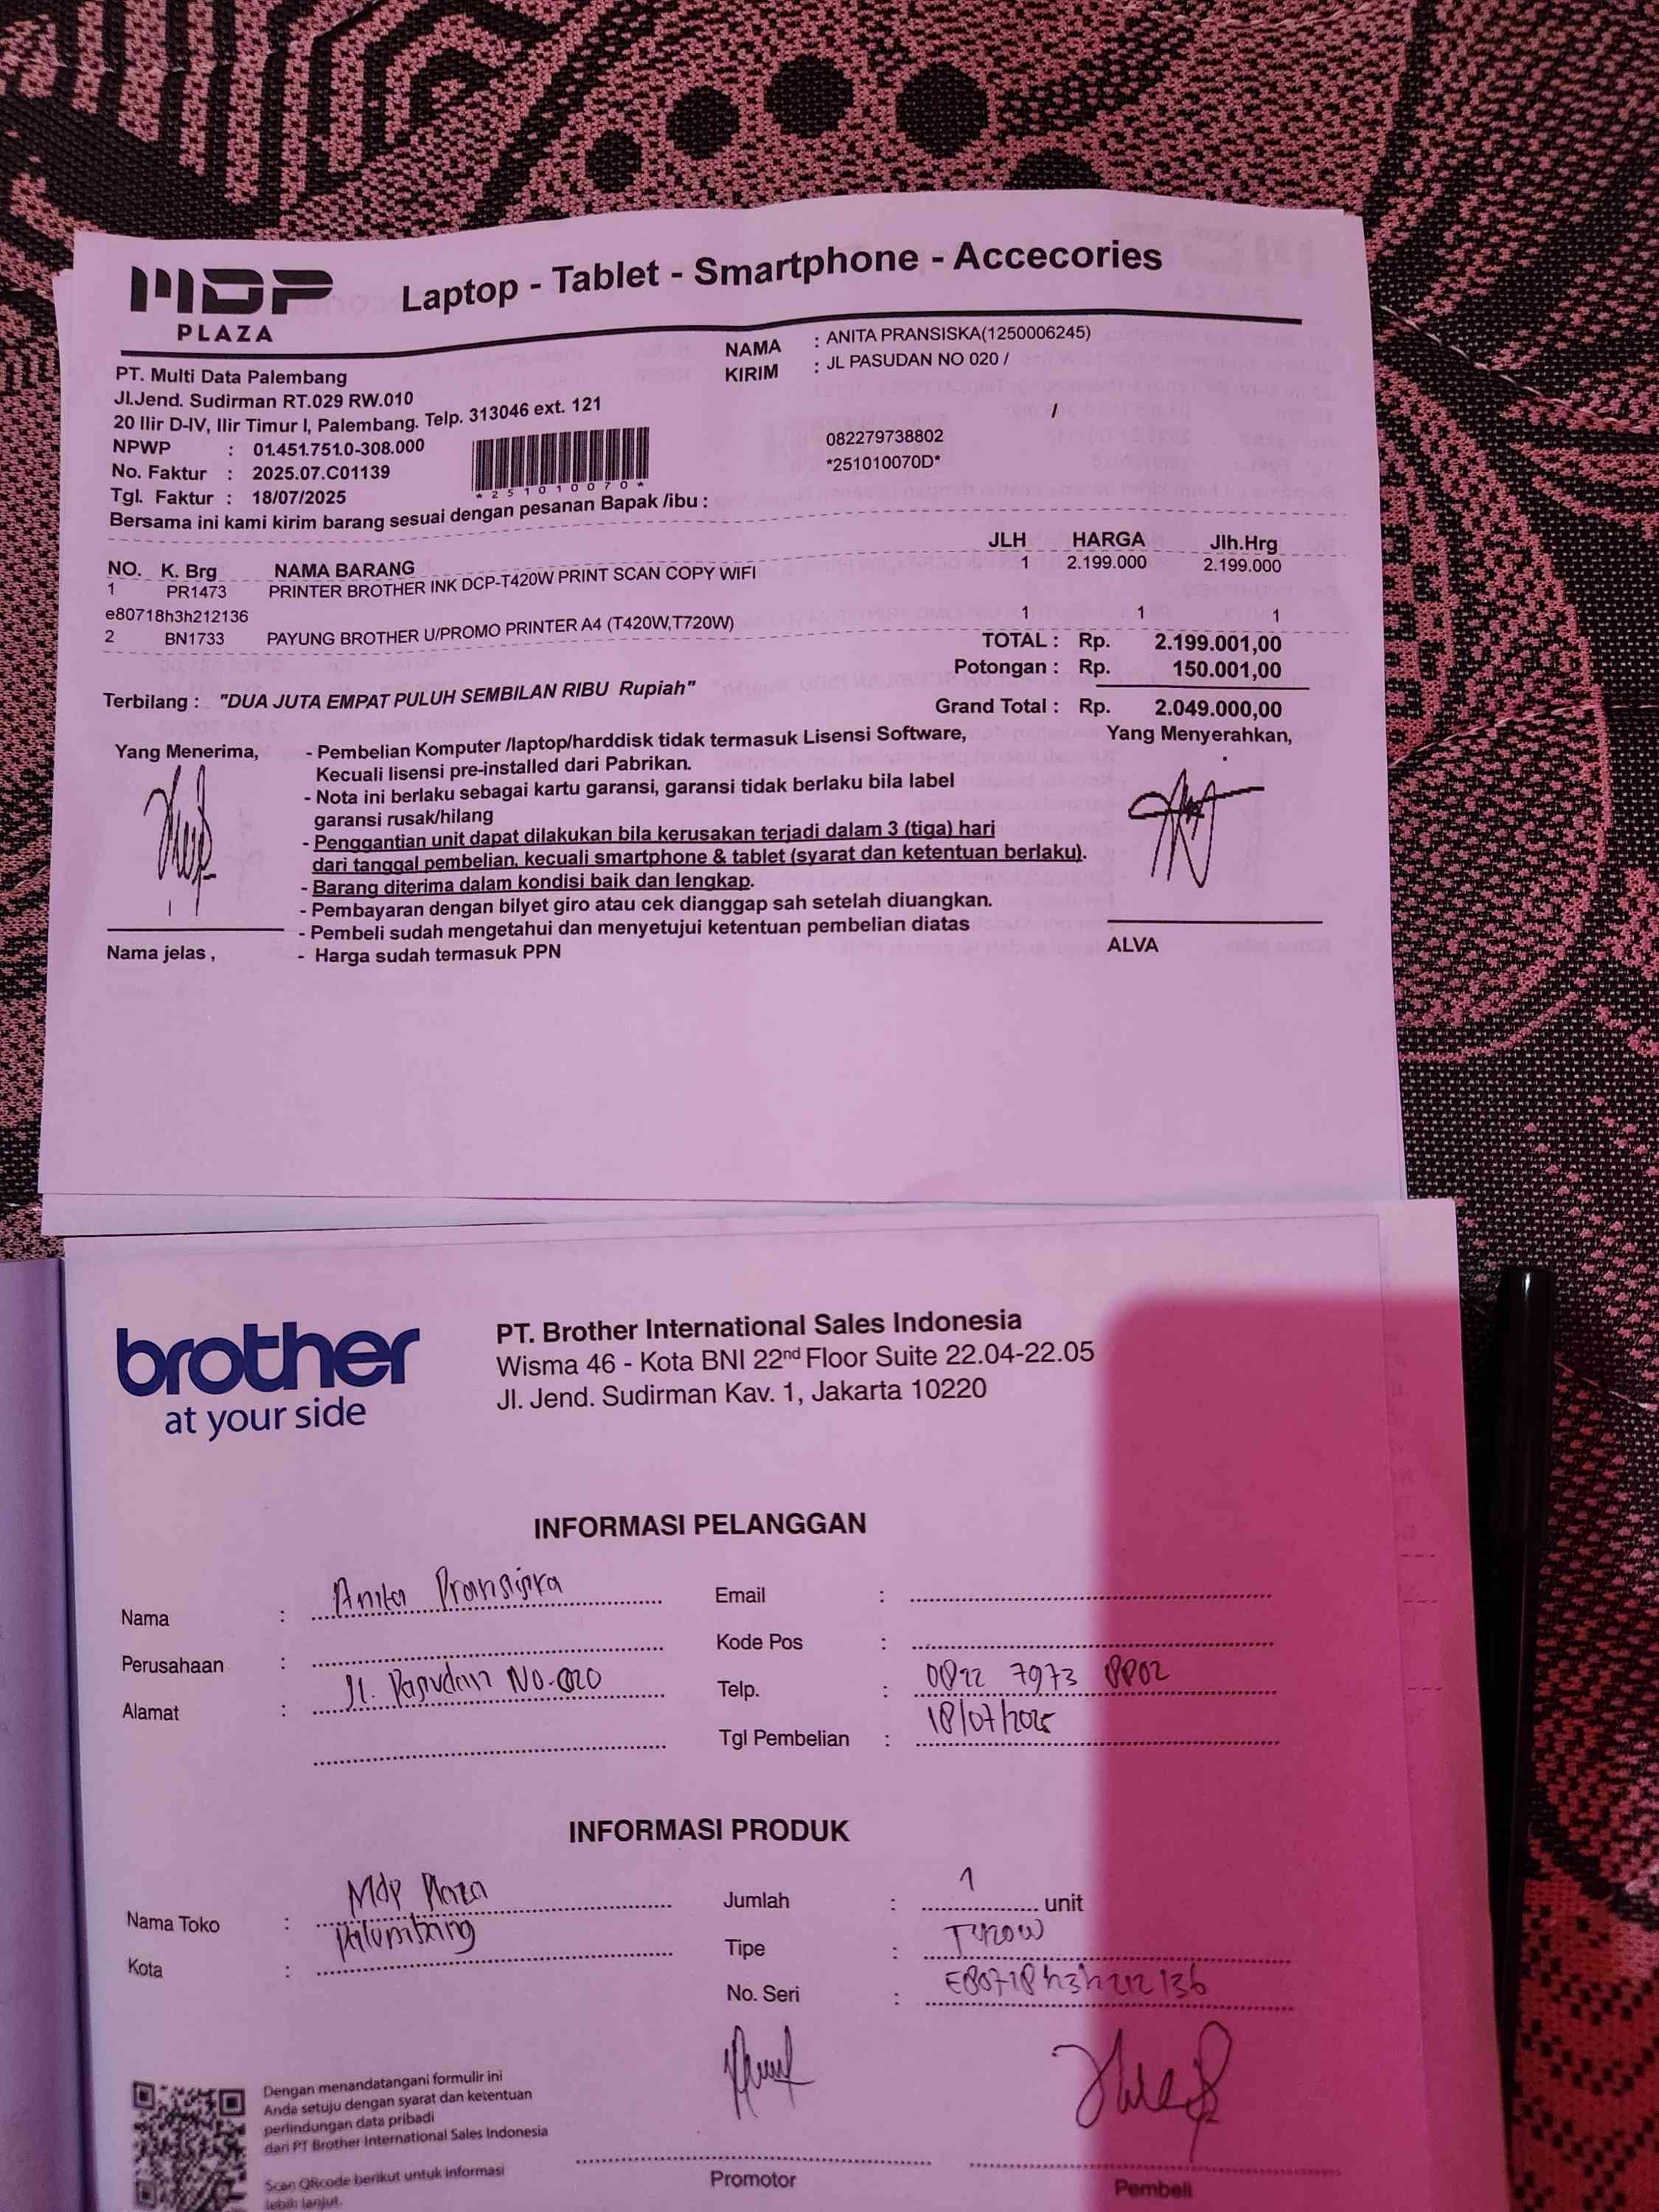 MDP
PLAZA
Laptop - Tablet - Smartphone - Accecories
PT. Multi Data Palembang
Jl.Jend. Sudirman RT.029 RW.010
20 Ilir D-IV, Ilir Timur I, Palembang. Telp. 313046 ext. 121
NPWP : 01.451.751.0-308.000
No. Faktur : 2025.07.C01139
Tgl. Faktur : 18/07/2025
*251010070*
NAMA : ANITA PRANSISKA(1250006245)
KIRIM : JL PASUDAN NO 020 /
/
082279738802
*251010070D*
Bersama ini kami kirim barang sesuai dengan pesanan Bapak /ibu :
NO. K. Brg NAMA BARANG JLH HARGA Jlh.Hrg
1 PR1473 PRINTER BROTHER INK DCP-T420W PRINT SCAN COPY WIFI 1 2.199.000 2.199.000
e80718h3h212136
2 BN1733 PAYUNG BROTHER U/PROMO PRINTER A4 (T420W,T720W) 1 1 1
TOTAL : Rp. 2.199.001,00
Potongan : Rp. 150.001,00
Terbilang : "DUA JUTA EMPAT PULUH SEMBILAN RIBU Rupiah"
Grand Total : Rp. 2.049.000,00
Yang Menerima,
- Pembelian Komputer /laptop/harddisk tidak termasuk Lisensi Software,
Kecuali lisensi pre-installed dari Pabrikan.
- Nota ini berlaku sebagai kartu garansi, garansi tidak berlaku bila label
garansi rusak/hilang
- Penggantian unit dapat dilakukan bila kerusakan terjadi dalam 3 (tiga) hari
dari tanggal pembelian, kecuali smartphone & tablet (syarat dan ketentuan berlaku).
- Barang diterima dalam kondisi baik dan lengkap.
- Pembayaran dengan bilyet giro atau cek dianggap sah setelah diuangkan.
- Pembeli sudah mengetahui dan menyetujui ketentuan pembelian diatas
- Harga sudah termasuk PPN
Yang Menyerahkan,
Nama jelas ,
ALVA
brother
at your side
PT. Brother International Sales Indonesia
Wisma 46 - Kota BNI 22nd Floor Suite 22.04-22.05
Jl. Jend. Sudirman Kav. 1, Jakarta 10220
INFORMASI PELANGGAN
Nama : Anita Pransiska
Perusahaan :
Alamat : Jl. Pasudan No.020
Email :
Kode Pos :
Telp. : 0822 7973 8802
Tgl Pembelian : 18/07/2025
INFORMASI PRODUK
Nama Toko : Mdp Plaza
Kota : Palembang
Jumlah : 1 unit
Tipe : T420W
No. Seri : E80718h3h212136
Dengan menandatangani formulir ini
Anda setuju dengan syarat dan ketentuan
perlindungan data pribadi
dari PT Brother International Sales Indonesia
Scan QRcode berikut untuk informasi
lebih lanjut.
Promotor
Pembeli